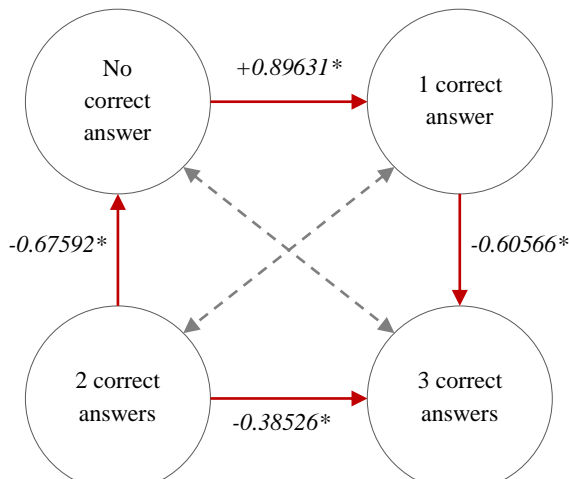 No
correct
answer
+0.89631*
1 correct
answer
-0.67592*
-0.60566*
2 correct
answers
-0.38526*
3 correct
answers